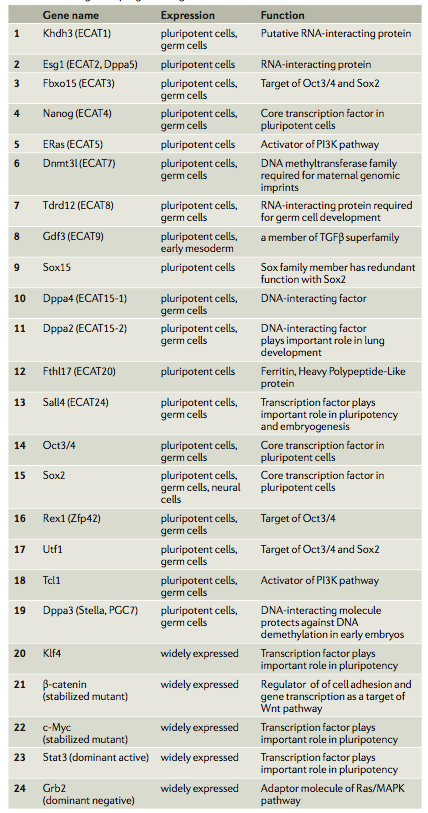 Gene name Expression Function
1 Khdh3 (ECAT1) pluripotent cells, Putative RNA-interacting protein
germ cells
2 Esg1 (ECAT2, Dppa5) pluripotent cells RNA-interacting protein
3 Fbxo15 (ECAT3) pluripotent cells, Target of Oct3/4 and Sox2
germ cells
4 Nanog (ECAT4) pluripotent cells, Core transcription factor in
germ cells pluripotent cells
5 ERas (ECAT5) pluripotent cells Activator of PI3K pathway
6 Dnmt3l (ECAT7) pluripotent cells, DNA methyltransferase family
germ cells required for maternal genomic
imprints
7 Tdrd12 (ECAT8) pluripotent cells, RNA-interacting protein required
germ cells for germ cell development
8 Gdf3 (ECAT9) pluripotent cells, a member of TGFβ superfamily
early mesoderm
9 Sox15 pluripotent cells Sox family member has redundant
function with Sox2
10 Dppa4 (ECAT15-1) pluripotent cells, DNA-interacting factor
germ cells
11 Dppa2 (ECAT15-2) pluripotent cells, DNA-interacting factor
germ cells plays important role in lung
development
12 Fthl17 (ECAT20) pluripotent cells Ferritin, Heavy Polypeptide-Like
protein
13 Sall4 (ECAT24) pluripotent cells, Transcription factor plays
germ cells important role in pluripotency
and embryogenesis
14 Oct3/4 pluripotent cells, Core transcription factor in
germ cells pluripotent cells
15 Sox2 pluripotent cells, Core transcription factor in
germ cells, neural pluripotent cells
cells
16 Rex1 (Zfp42) pluripotent cells, Target of Oct3/4
germ cells
17 Utf1 pluripotent cells, Target of Oct3/4 and Sox2
germ cells
18 Tcl1 pluripotent cells, Activator of PI3K pathway
germ cells
19 Dppa3 (Stella, PGC7) pluripotent cells, DNA-interacting molecule
germ cells protects against DNA
demethylation in early embryos
20 Klf4 widely expressed Transcription factor plays
important role in pluripotency
21 β-catenin widely expressed Regulator of of cell adhesion and
(stabilized mutant) gene transcription as a target of
Wnt pathway
22 c-Myc widely expressed Transcription factor plays
(stabilized mutant) important role in pluripotency
23 Stat3 (dominant active) widely expressed Transcription factor plays
important role in pluripotency
24 Grb2 widely expressed Adaptor molecule of Ras/MAPK
(dominant negative) pathway